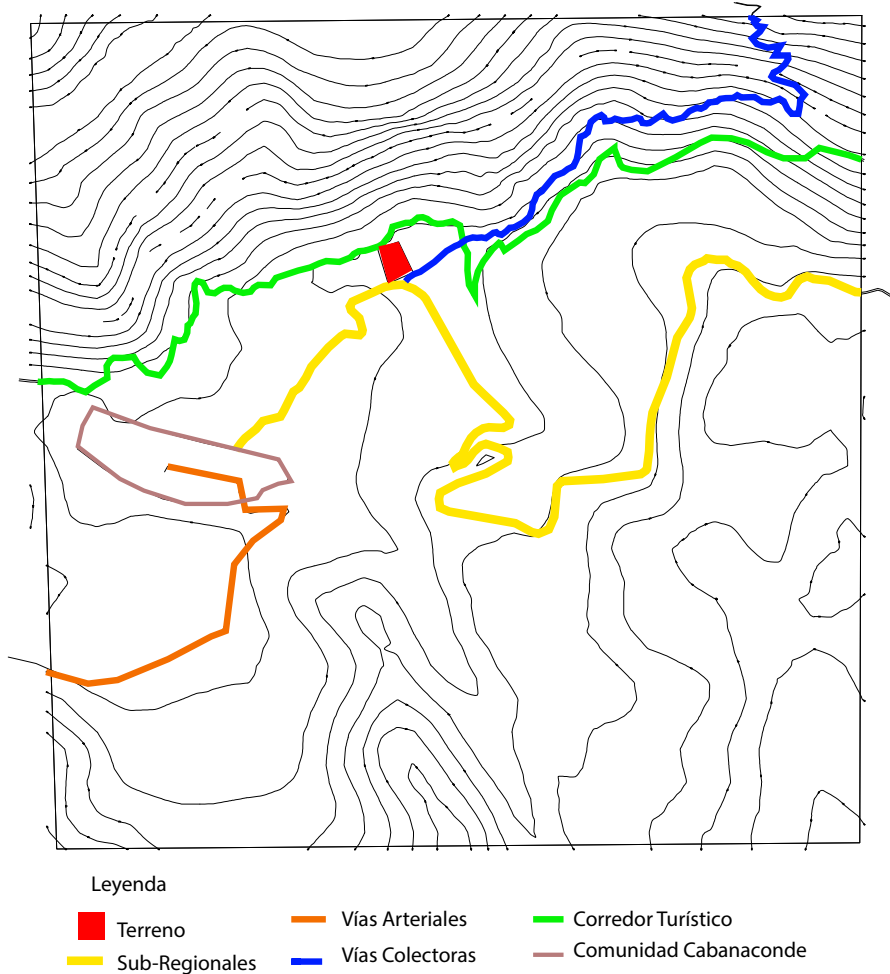 Leyenda
Terreno
Sub-Regionales
Vías Arteriales
Vías Colectoras
Corredor Turístico
Comunidad Cabanaconde